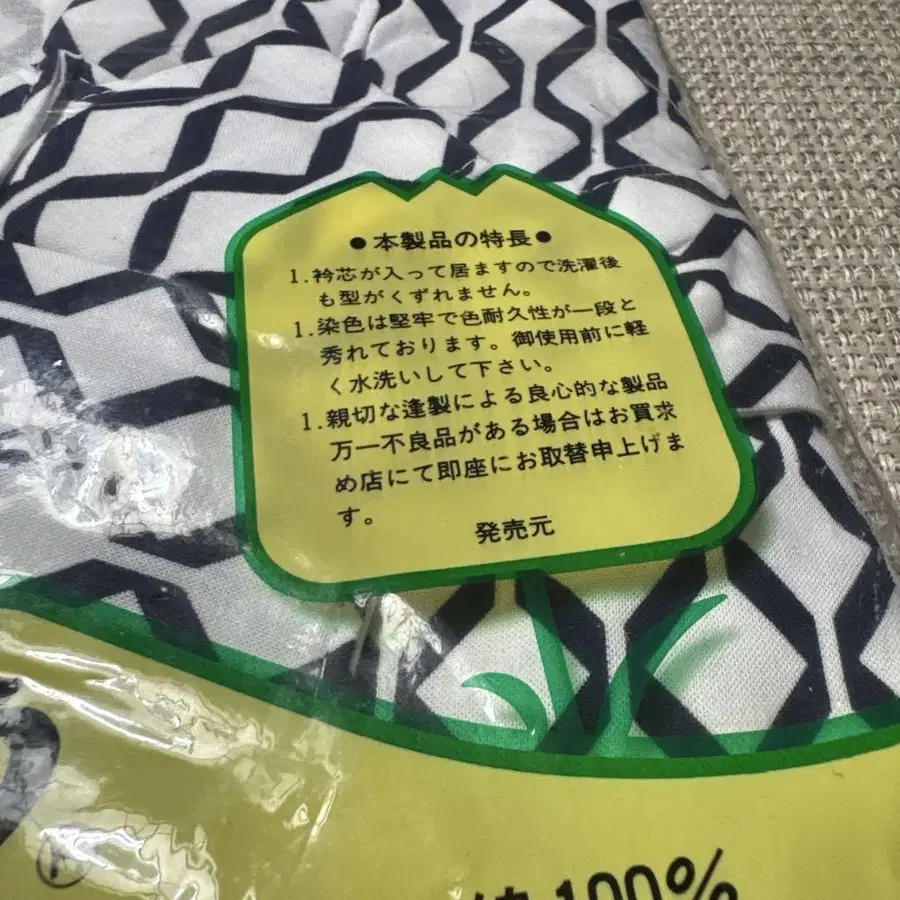 ●本製品の特長●
1. 衿芯が入って居ますので洗濯後
も型がくずれません。
1. 染色は堅牢で色耐久性が一段と
秀れております。御使用前に軽
く水洗いして下さい。
1. 親切な逢製による良心的な製品
万一不良品がある場合はお買求
め店にて即座にお取替申上げま
す。
発売元
®
綿100%